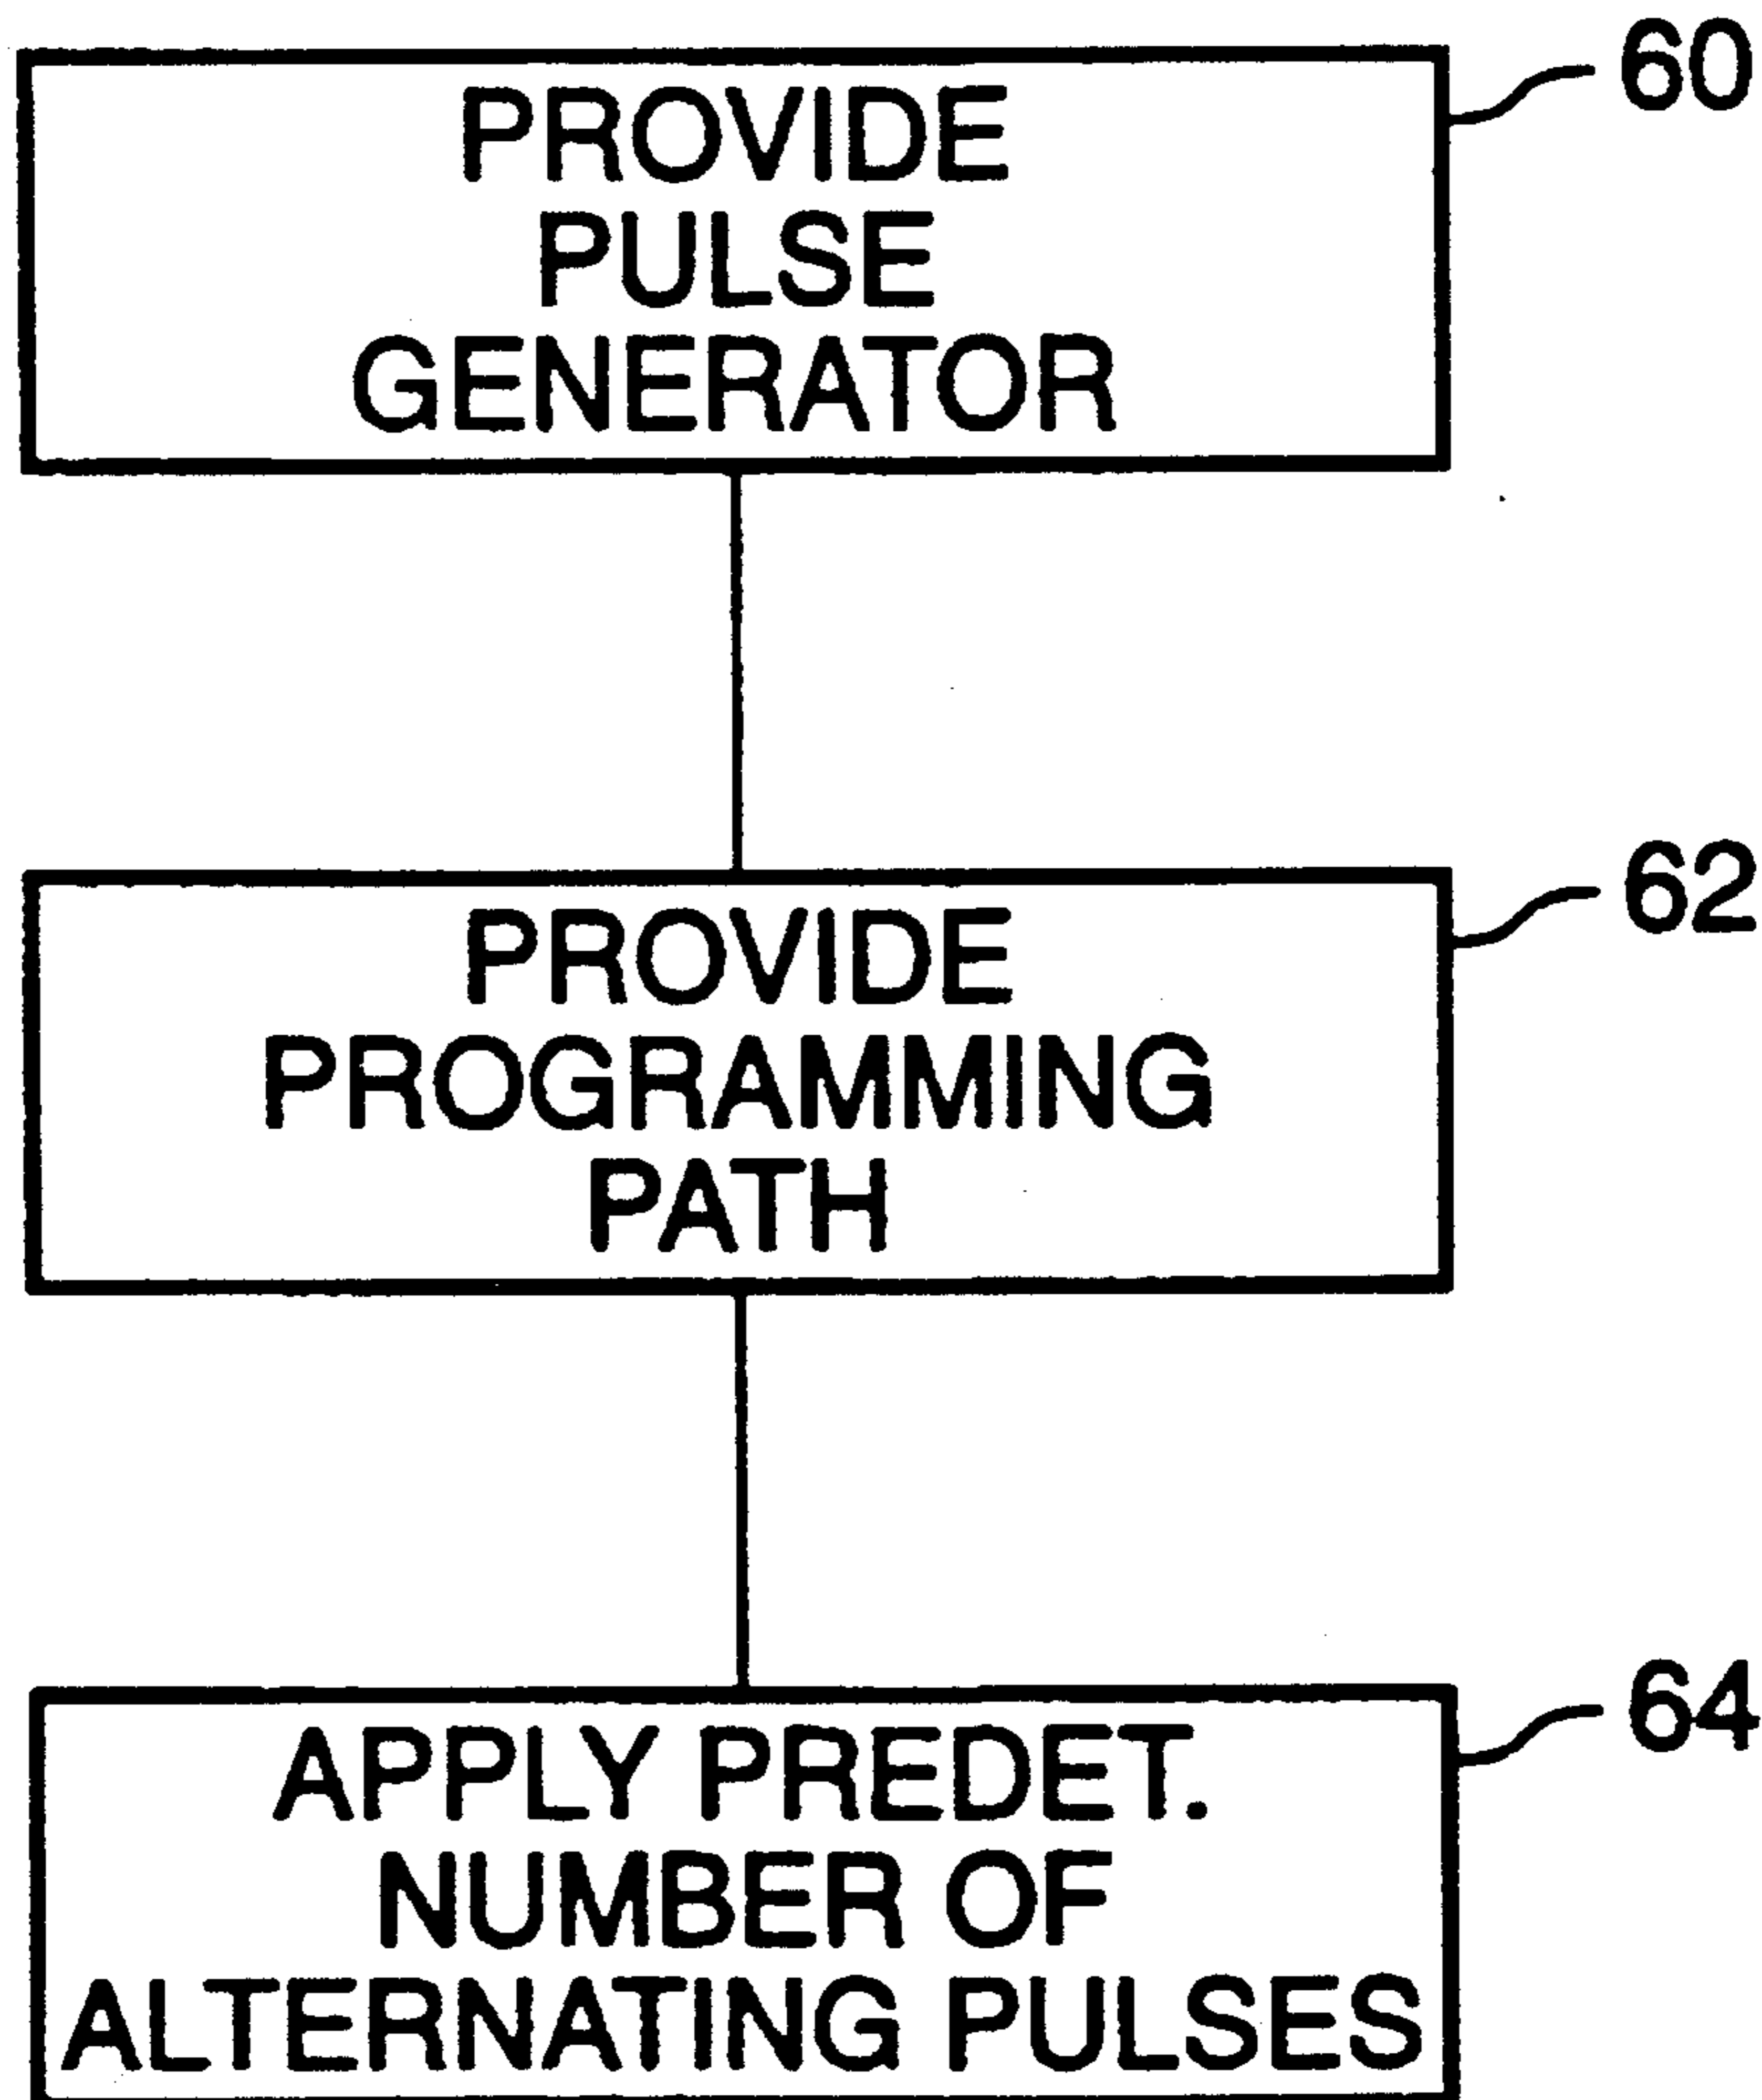 60
PROVIDE
PULSE
GENERATOR
62
PROVIDE
PROGRAMMING
PATH
64
APPLY PREDET.
NUMBER OF
ALTERNATING PULSES